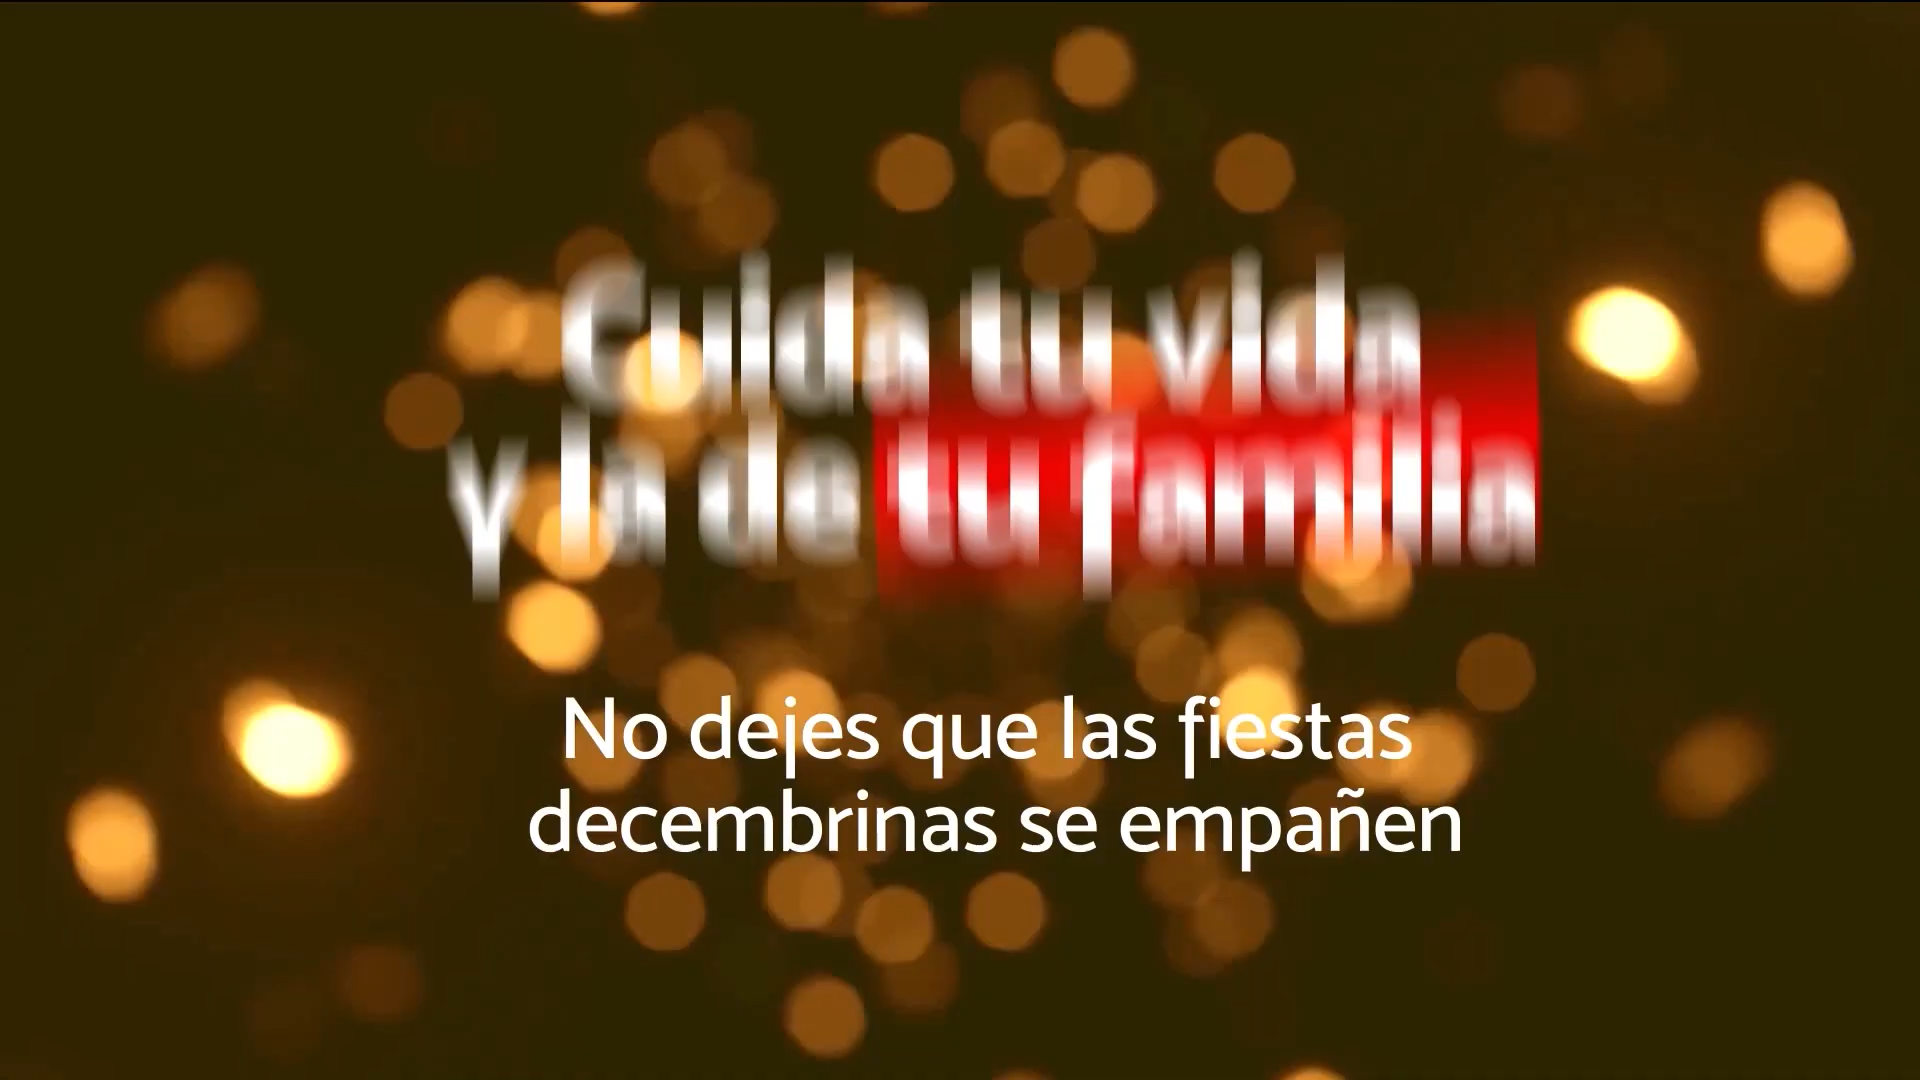 Cuida tu vida
y la de tu familia
No dejes que las fiestas
decembrinas se empañen